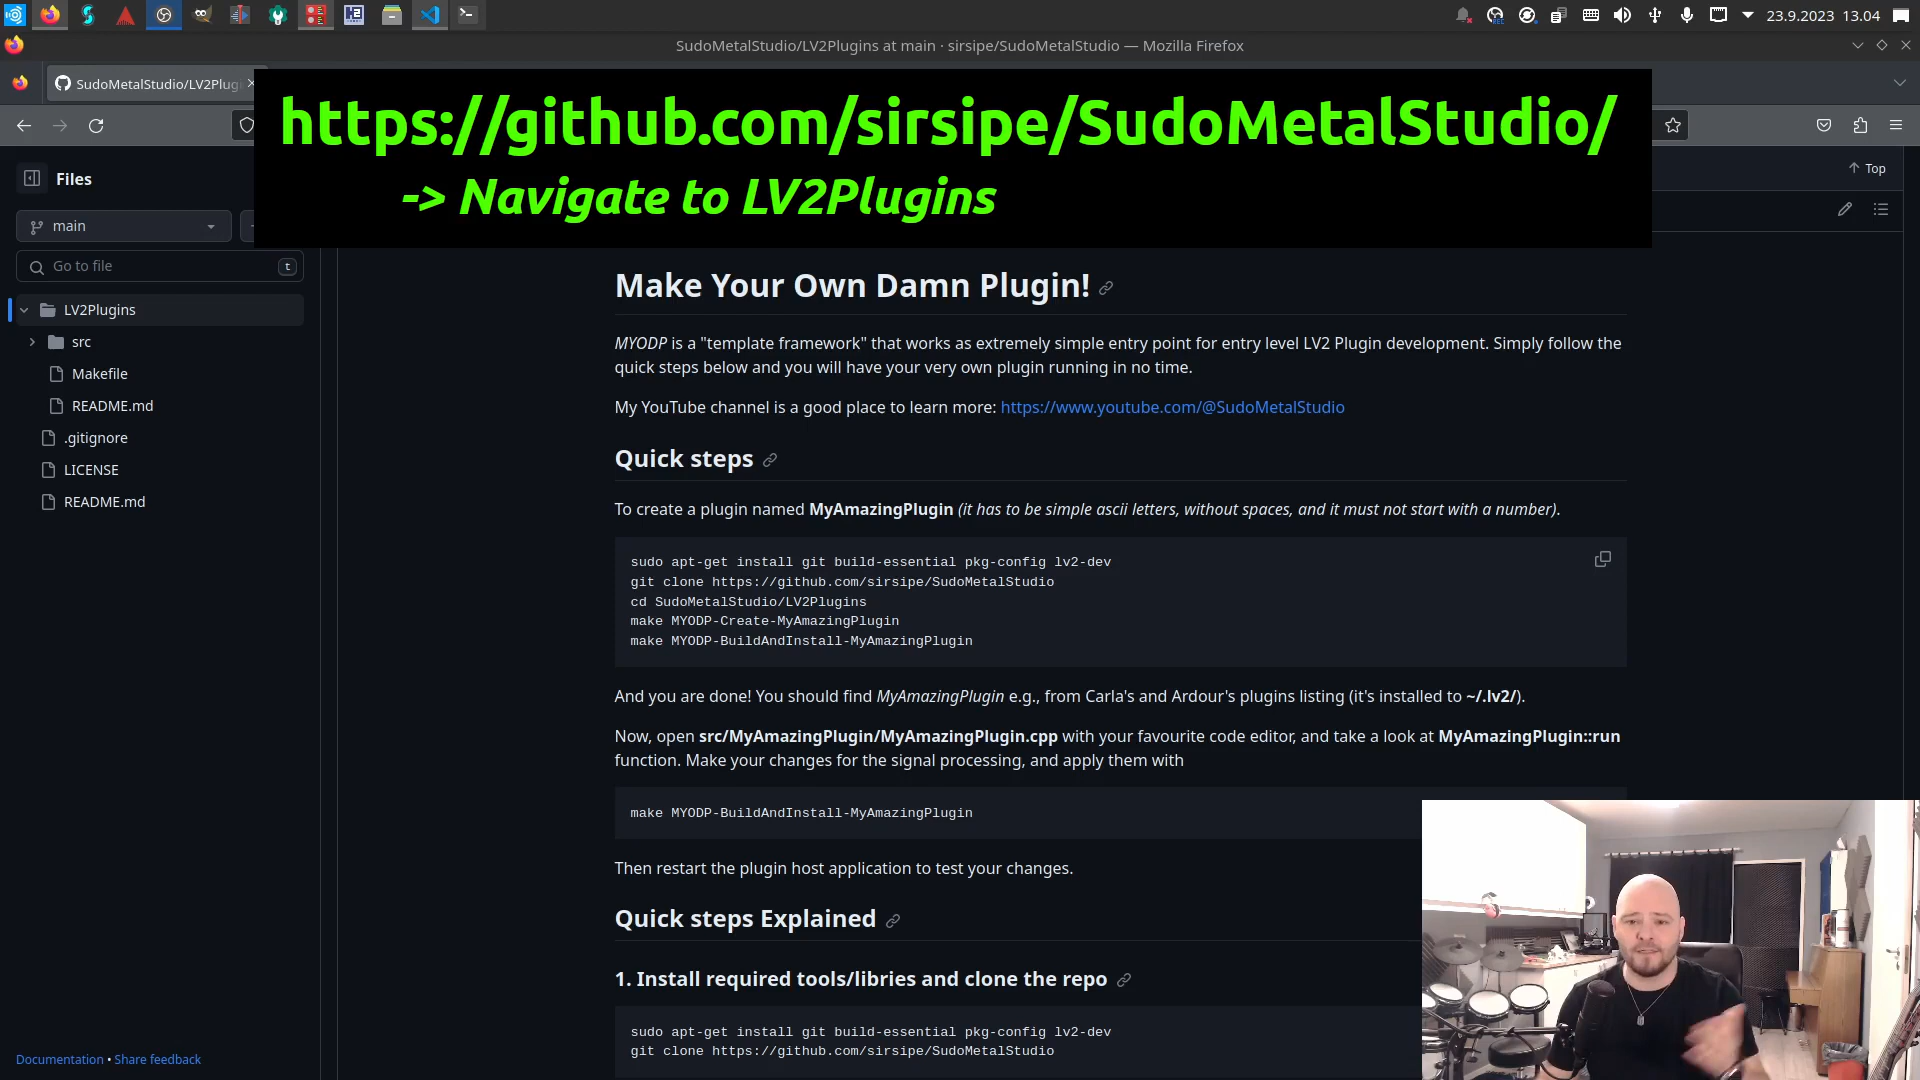 23.9.2023 13.04
SudoMetalStudio/LV2Plugins at main · sirsipe/SudoMetalStudio — Mozilla Firefox
SudoMetalStudio/LV2Plugi
https://github.com/sirsipe/SudoMetalStudio/
-> Navigate to LV2Plugins
Files
Top
main
Go to file
t
LV2Plugins
src
Makefile
README.md
.gitignore
LICENSE
README.md
Make Your Own Damn Plugin!
MYODP is a "template framework" that works as extremely simple entry point for entry level LV2 Plugin development. Simply follow the
quick steps below and you will have your very own plugin running in no time.
My YouTube channel is a good place to learn more: https://www.youtube.com/@SudoMetalStudio
Quick steps
To create a plugin named MyAmazingPlugin (it has to be simple ascii letters, without spaces, and it must not start with a number).
sudo apt-get install git build-essential pkg-config lv2-dev
git clone https://github.com/sirsipe/SudoMetalStudio
cd SudoMetalStudio/LV2Plugins
make MYODP-Create-MyAmazingPlugin
make MYODP-BuildAndInstall-MyAmazingPlugin
And you are done! You should find MyAmazingPlugin e.g., from Carla's and Ardour's plugins listing (it's installed to ~/.lv2/).
Now, open src/MyAmazingPlugin/MyAmazingPlugin.cpp with your favourite code editor, and take a look at MyAmazingPlugin::run
function. Make your changes for the signal processing, and apply them with
make MYODP-BuildAndInstall-MyAmazingPlugin
Then restart the plugin host application to test your changes.
Quick steps Explained
1. Install required tools/libries and clone the repo
sudo apt-get install git build-essential pkg-config lv2-dev
git clone https://github.com/sirsipe/SudoMetalStudio
Documentation • Share feedback